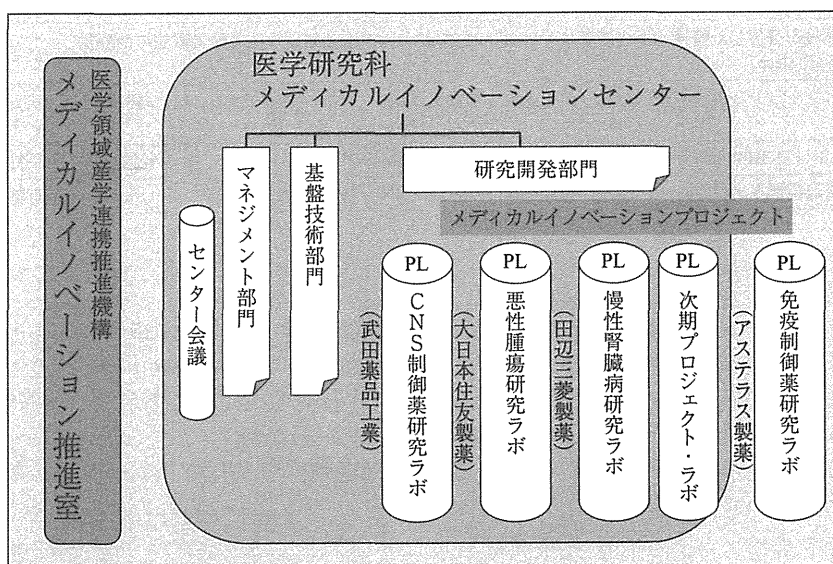 医学領域産学連携推進機構
メディカルイノベーション推進室
医学研究科
メディカルイノベーションセンター
センター会議
マネジメント部門
基盤技術部門
研究開発部門
メディカルイノベーションプロジェクト
PL
CNS制御薬研究ラボ
(武田薬品工業)
PL
悪性腫瘍研究ラボ
(大日本住友製薬)
PL
慢性腎臓病研究ラボ
(田辺三菱製薬)
PL
次期プロジェクト・ラボ
PL
免疫制御薬研究ラボ
(アステラス製薬)